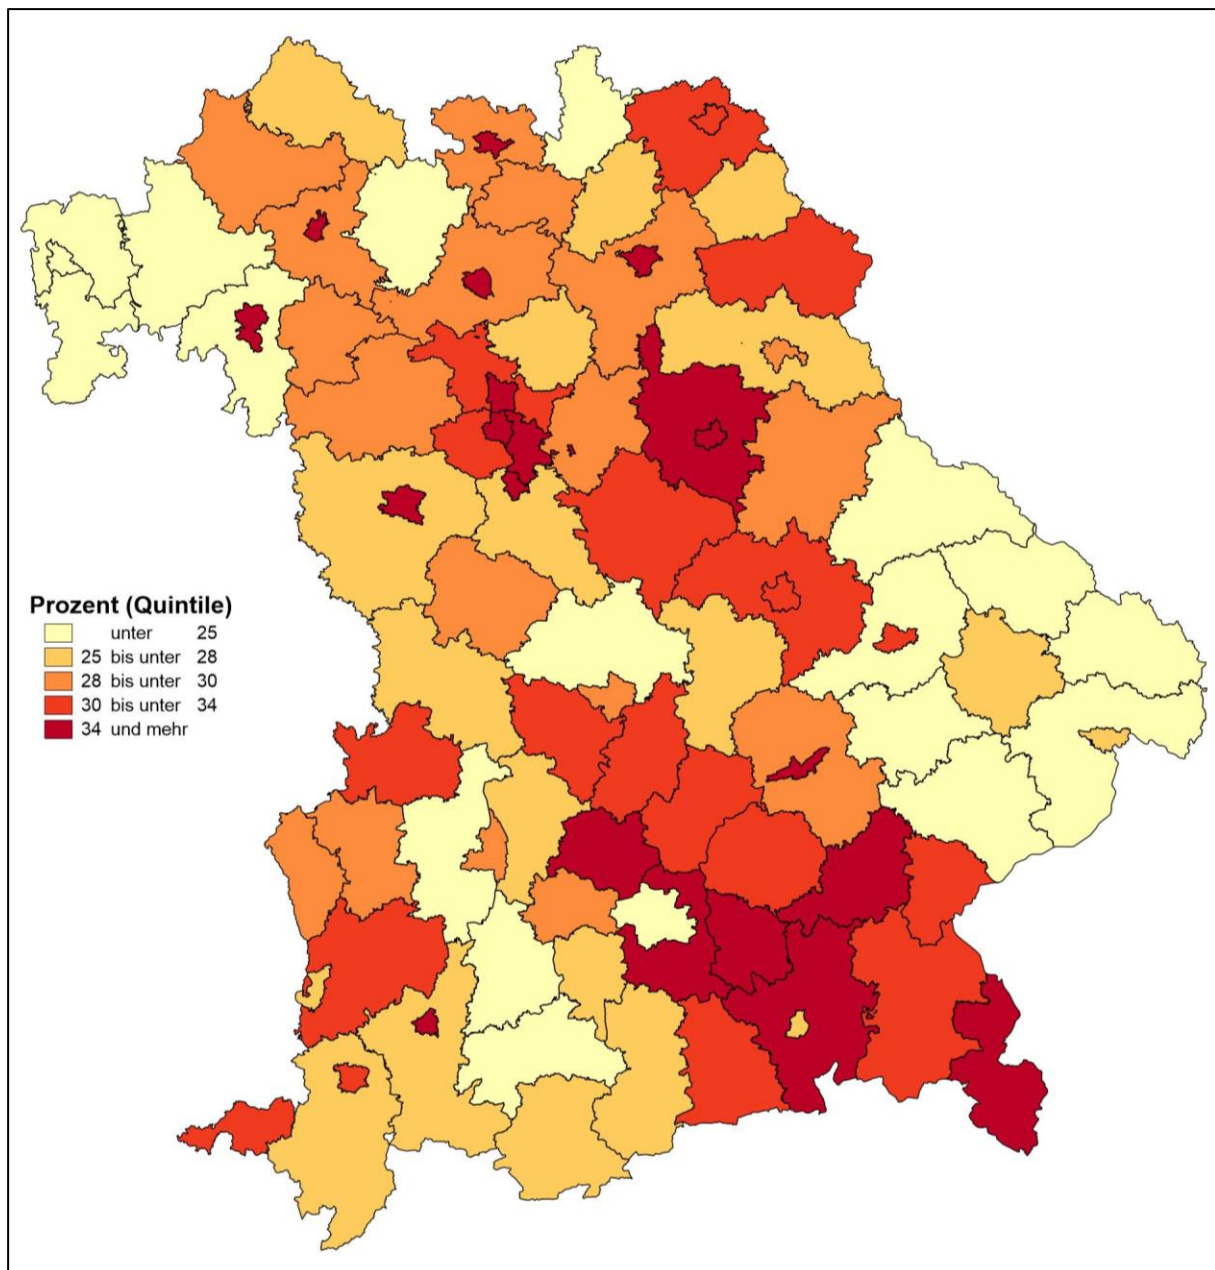 Prozent (Quintile)
unter 25
25 bis unter 28
28 bis unter 30
30 bis unter 34
34 und mehr